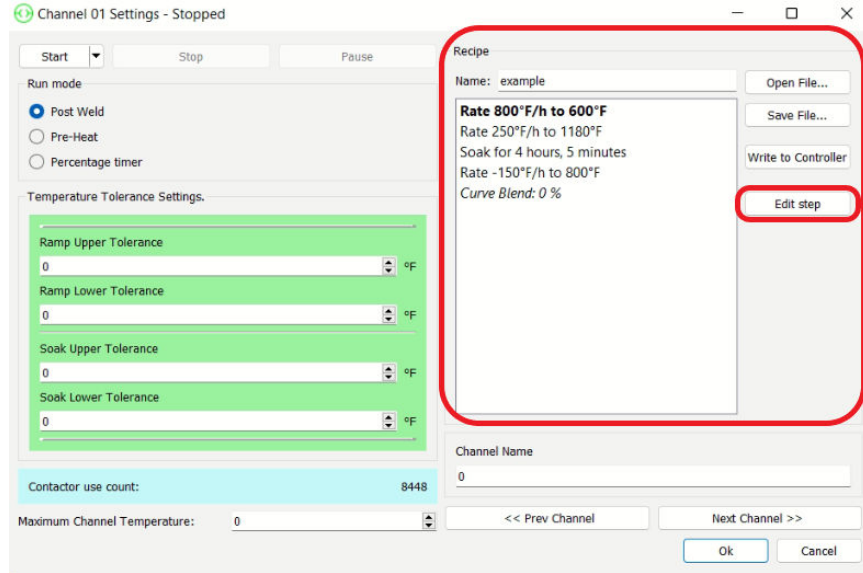 Channel 01 Settings - Stopped
Start
Stop
Pause
Run mode
Post Weld
Pre-Heat
Percentage timer
Temperature Tolerance Settings.
Ramp Upper Tolerance
0 °F
Ramp Lower Tolerance
0 °F
Soak Upper Tolerance
0 °F
Soak Lower Tolerance
0 °F
Contactor use count: 8448
Maximum Channel Temperature: 0
Recipe
Name: example
Open File...
Rate 800°F/h to 600°F
Rate 250°F/h to 1180°F
Soak for 4 hours, 5 minutes
Rate -150°F/h to 800°F
Curve Blend: 0 %
Save File...
Write to Controller
Edit step
Channel Name
0
<< Prev Channel
Next Channel >>
Ok
Cancel